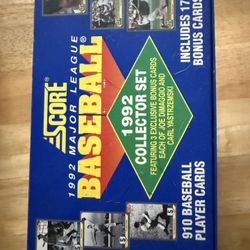 SCORE
1992 MAJOR LEAGUE
BASEBALL
1992
COLLECTOR SET
FEATURING 3 EXCLUSIVE BONUS CARDS
EACH OF JOE DIMAGGIO AND
CARL YASTRZEMSKI
INCLUDES 17
BONUS CARDS
910 BASEBALL
PLAYER CARDS